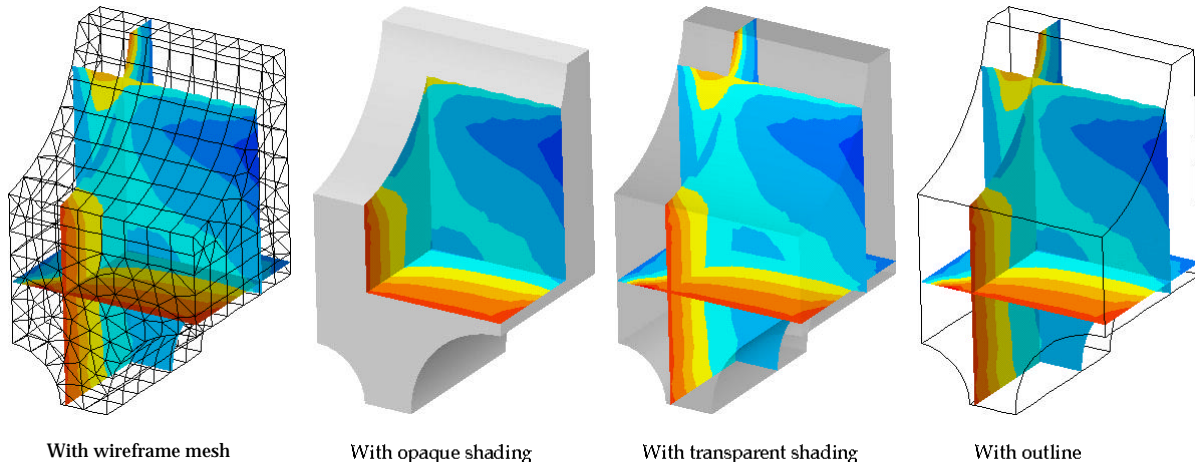 With wireframe mesh
With opaque shading
With transparent shading
With outline